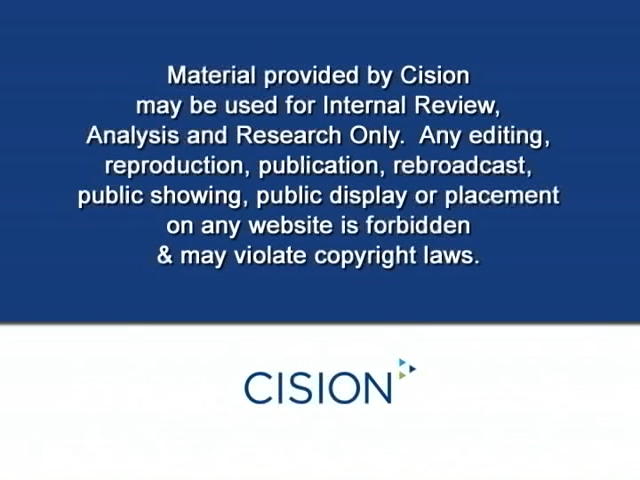 Material provided by Cision
may be used for Internal Review,
Analysis and Research Only.  Any editing,
reproduction, publication, rebroadcast,
public showing, public display or placement
on any website is forbidden
& may violate copyright laws.
CISION